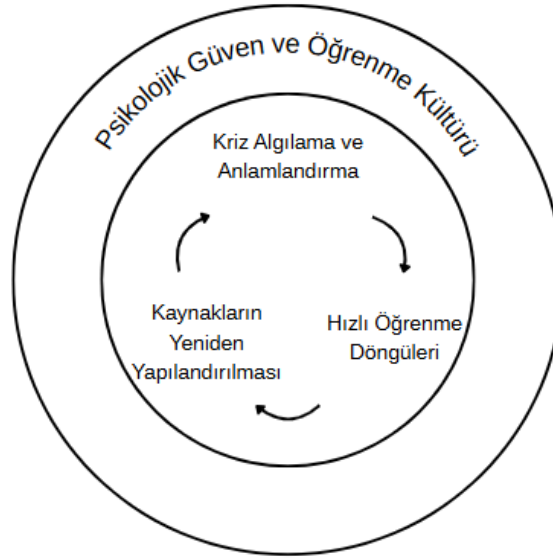 Psikolojik Güven ve Öğrenme Kültürü
Kriz Algılama ve
Anlamlandırma
Kaynakların
Yeniden
Yapılandırılması
Hızlı Öğrenme
Döngüleri